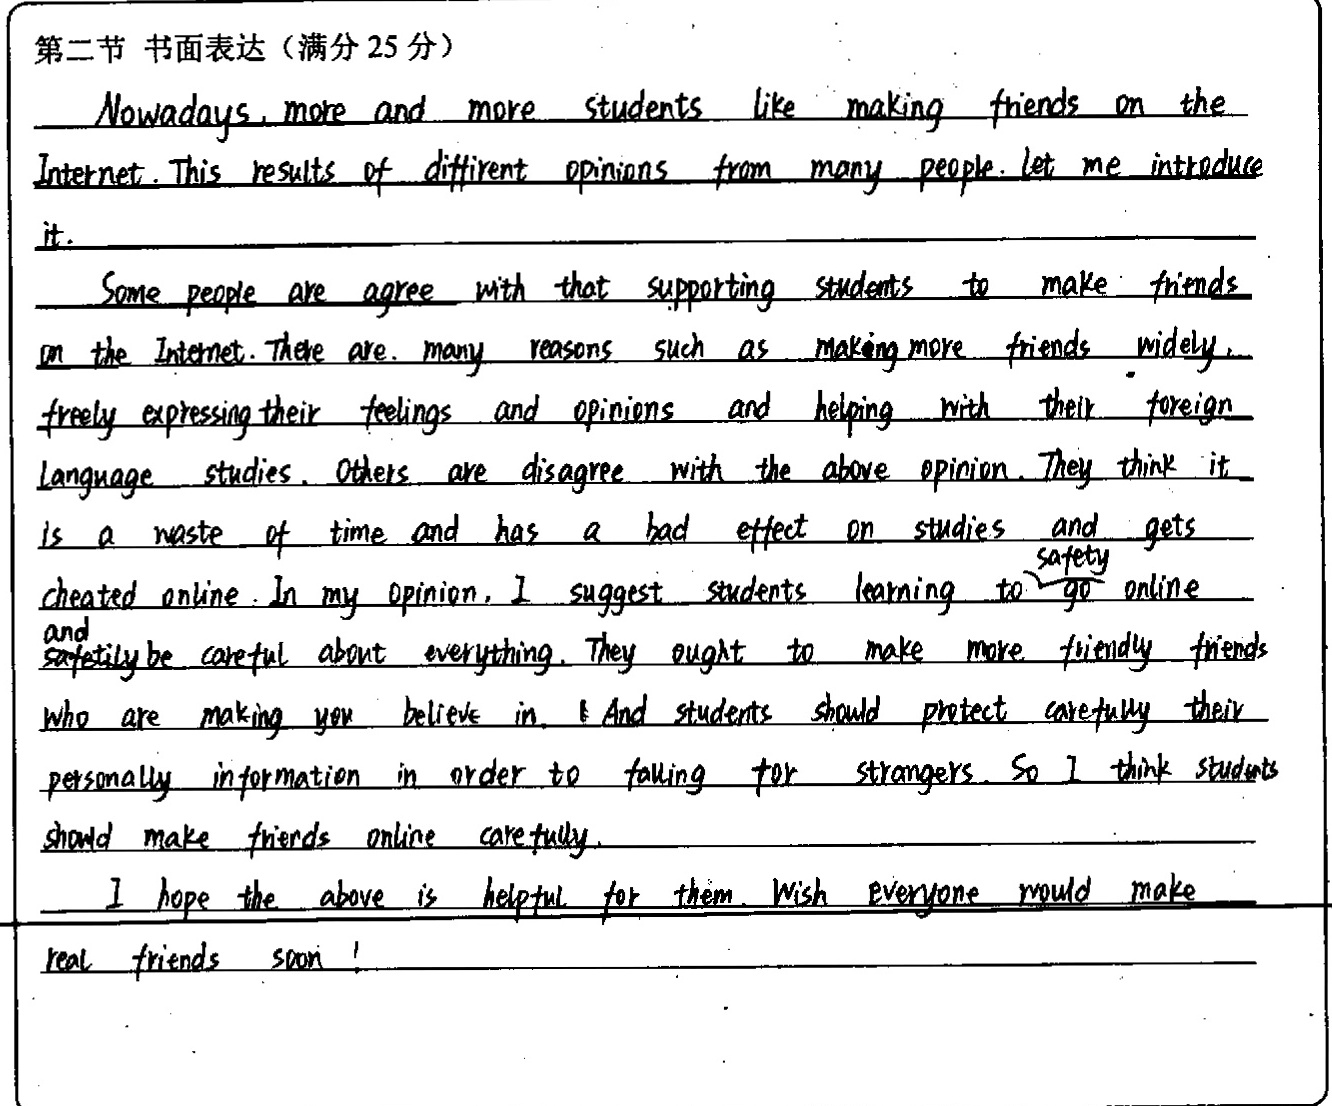 第二节 书面表达（满分 25 分）
Nowadays, more and more students like making friends on the
Internet. This results of diffirent opinions from many people. Let me introduce
it.
Some people are agree with that supporting students to make friends
on the Internet. There are. many reasons such as making more friends widely,
freely expressing their feelings and opinions and helping with their foreign
language studies. Others are disagree with the above opinion. They think it
is a waste of time and has a bad effect on studies and gets
safety
cheated online. In my opinion, I suggest students learning to go online
and
safetily be careful about everything. They ought to make more friendly friends
who are making you believe in. And students should protect carefully their
personally information in order to falling for strangers. So I think students
should make friends online carefully.
I hope the above is helpful for them. Wish everyone would make
real friends soon!